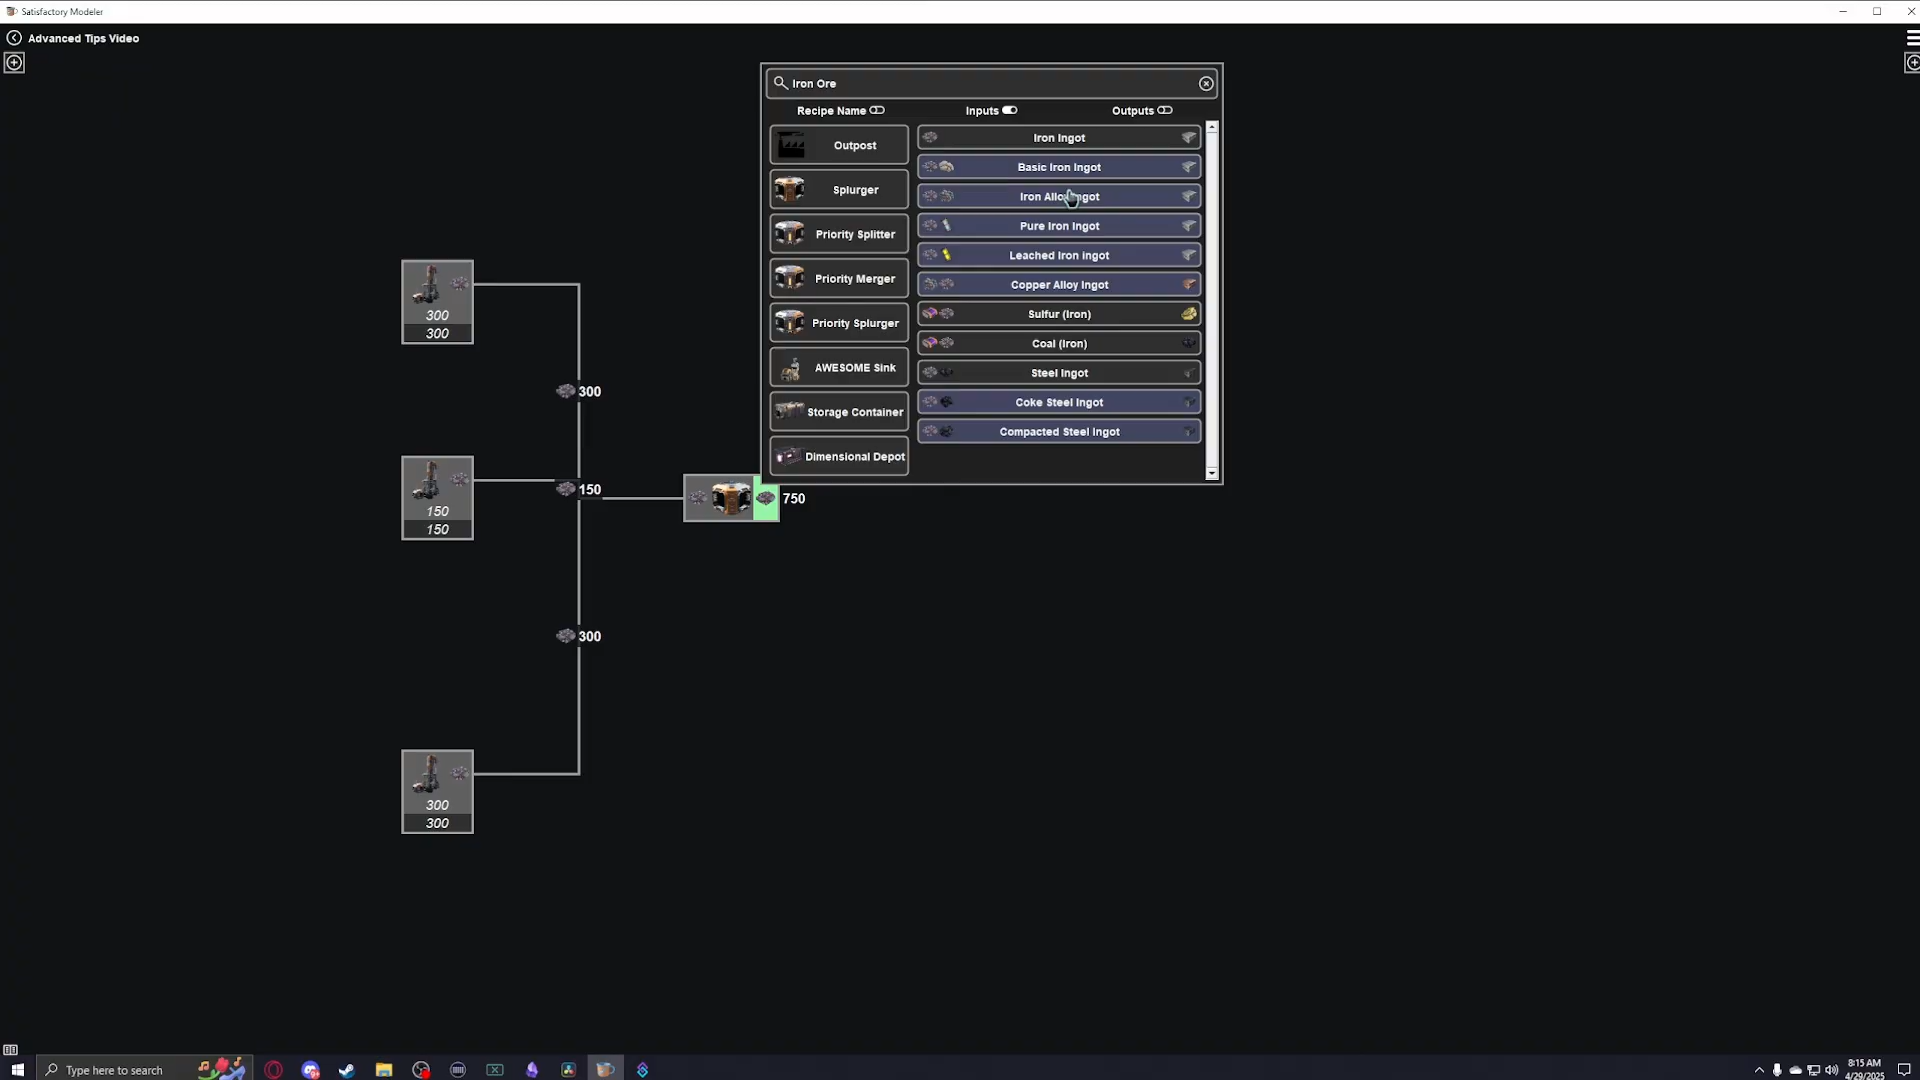 Satisfactory Modeler
Advanced Tips Video
Iron Ore
Recipe Name
Inputs
Outputs
Outpost
Splurger
Priority Splitter
Priority Merger
Priority Splurger
AWESOME Sink
Storage Container
Dimensional Depot
Iron Ingot
Basic Iron Ingot
Iron Alloy Ingot
Pure Iron Ingot
Leached Iron Ingot
Copper Alloy Ingot
Sulfur (Iron)
Coal (Iron)
Steel Ingot
Coke Steel Ingot
Compacted Steel Ingot
300
300
300
150
150
150
750
300
300
300
Type here to search
8:15 AM
4/29/2025